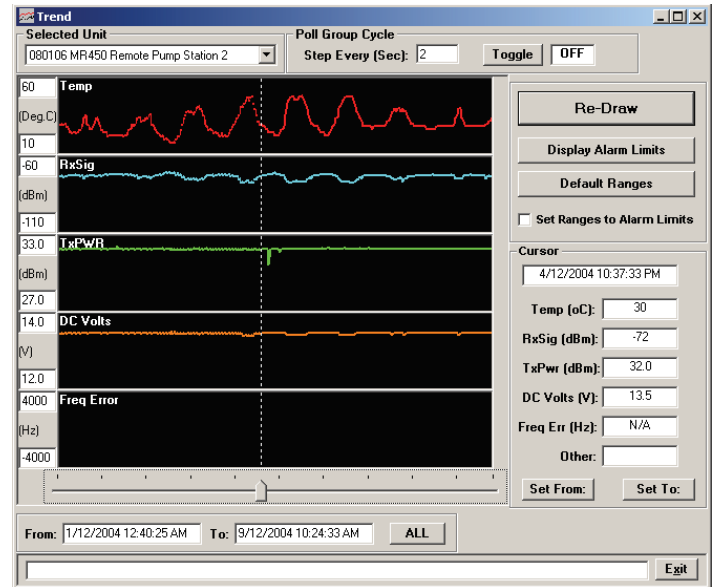 Trend
Selected Unit
080106 MR450 Remote Pump Station 2
Poll Group Cycle
Step Every (Sec): 2 Toggle OFF
60 Temp
(Deg.C)
10
-60 RxSig
(dBm)
-110
33.0 TxPWR
(dBm)
27.0
14.0 DC Volts
(V)
12.0
4000 Freq Error
(Hz)
-4000
Re-Draw
Display Alarm Limits
Default Ranges
Set Ranges to Alarm Limits
Cursor
4/12/2004 10:37:33 PM
Temp (oC): 30
RxSig (dBm): -72
TxPwr (dBm): 32.0
DC Volts (V): 13.5
Freq Err (Hz): N/A
Other:
Set From: Set To:
From: 1/12/2004 12:40:25 AM To: 9/12/2004 10:24:33 AM ALL
Exit